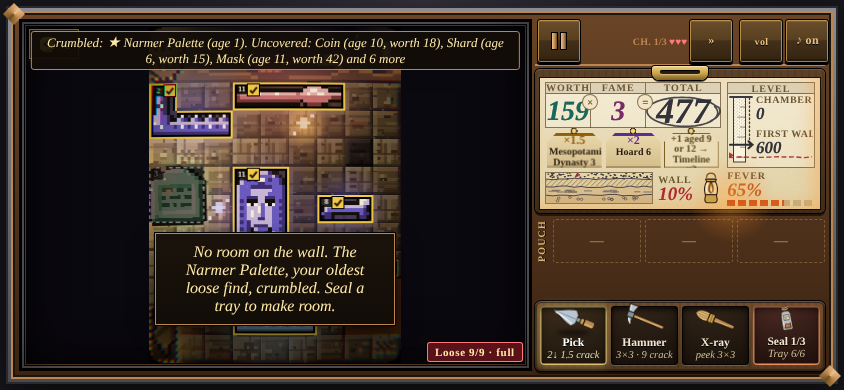 Crumbled: ★ Narmer Palette (age 1). Uncovered: Coin (age 10, worth 18), Shard (age
6, worth 15), Mask (age 11, worth 42) and 6 more
CH. 1/3 ♥♥♥
»
vol
♪ on
WORTH
FAME
TOTAL
159 × 3 = 477
×1.5
Mesopotami
Dynasty 3
×2
Hoard 6
+1 aged 9
or 12 →
Timeline
LEVEL
CHAMBER
0
FIRST WAL
600
WALL
10%
FEVER
65%
POUCH
— — —
11
11
8
No room on the wall. The
Narmer Palette, your oldest
loose find, crumbled. Seal a
tray to make room.
Loose 9/9 · full
Pick
2↓ 1.5 crack
Hammer
3×3 · 9 crack
X-ray
peek 3×3
Seal 1/3
Tray 6/6